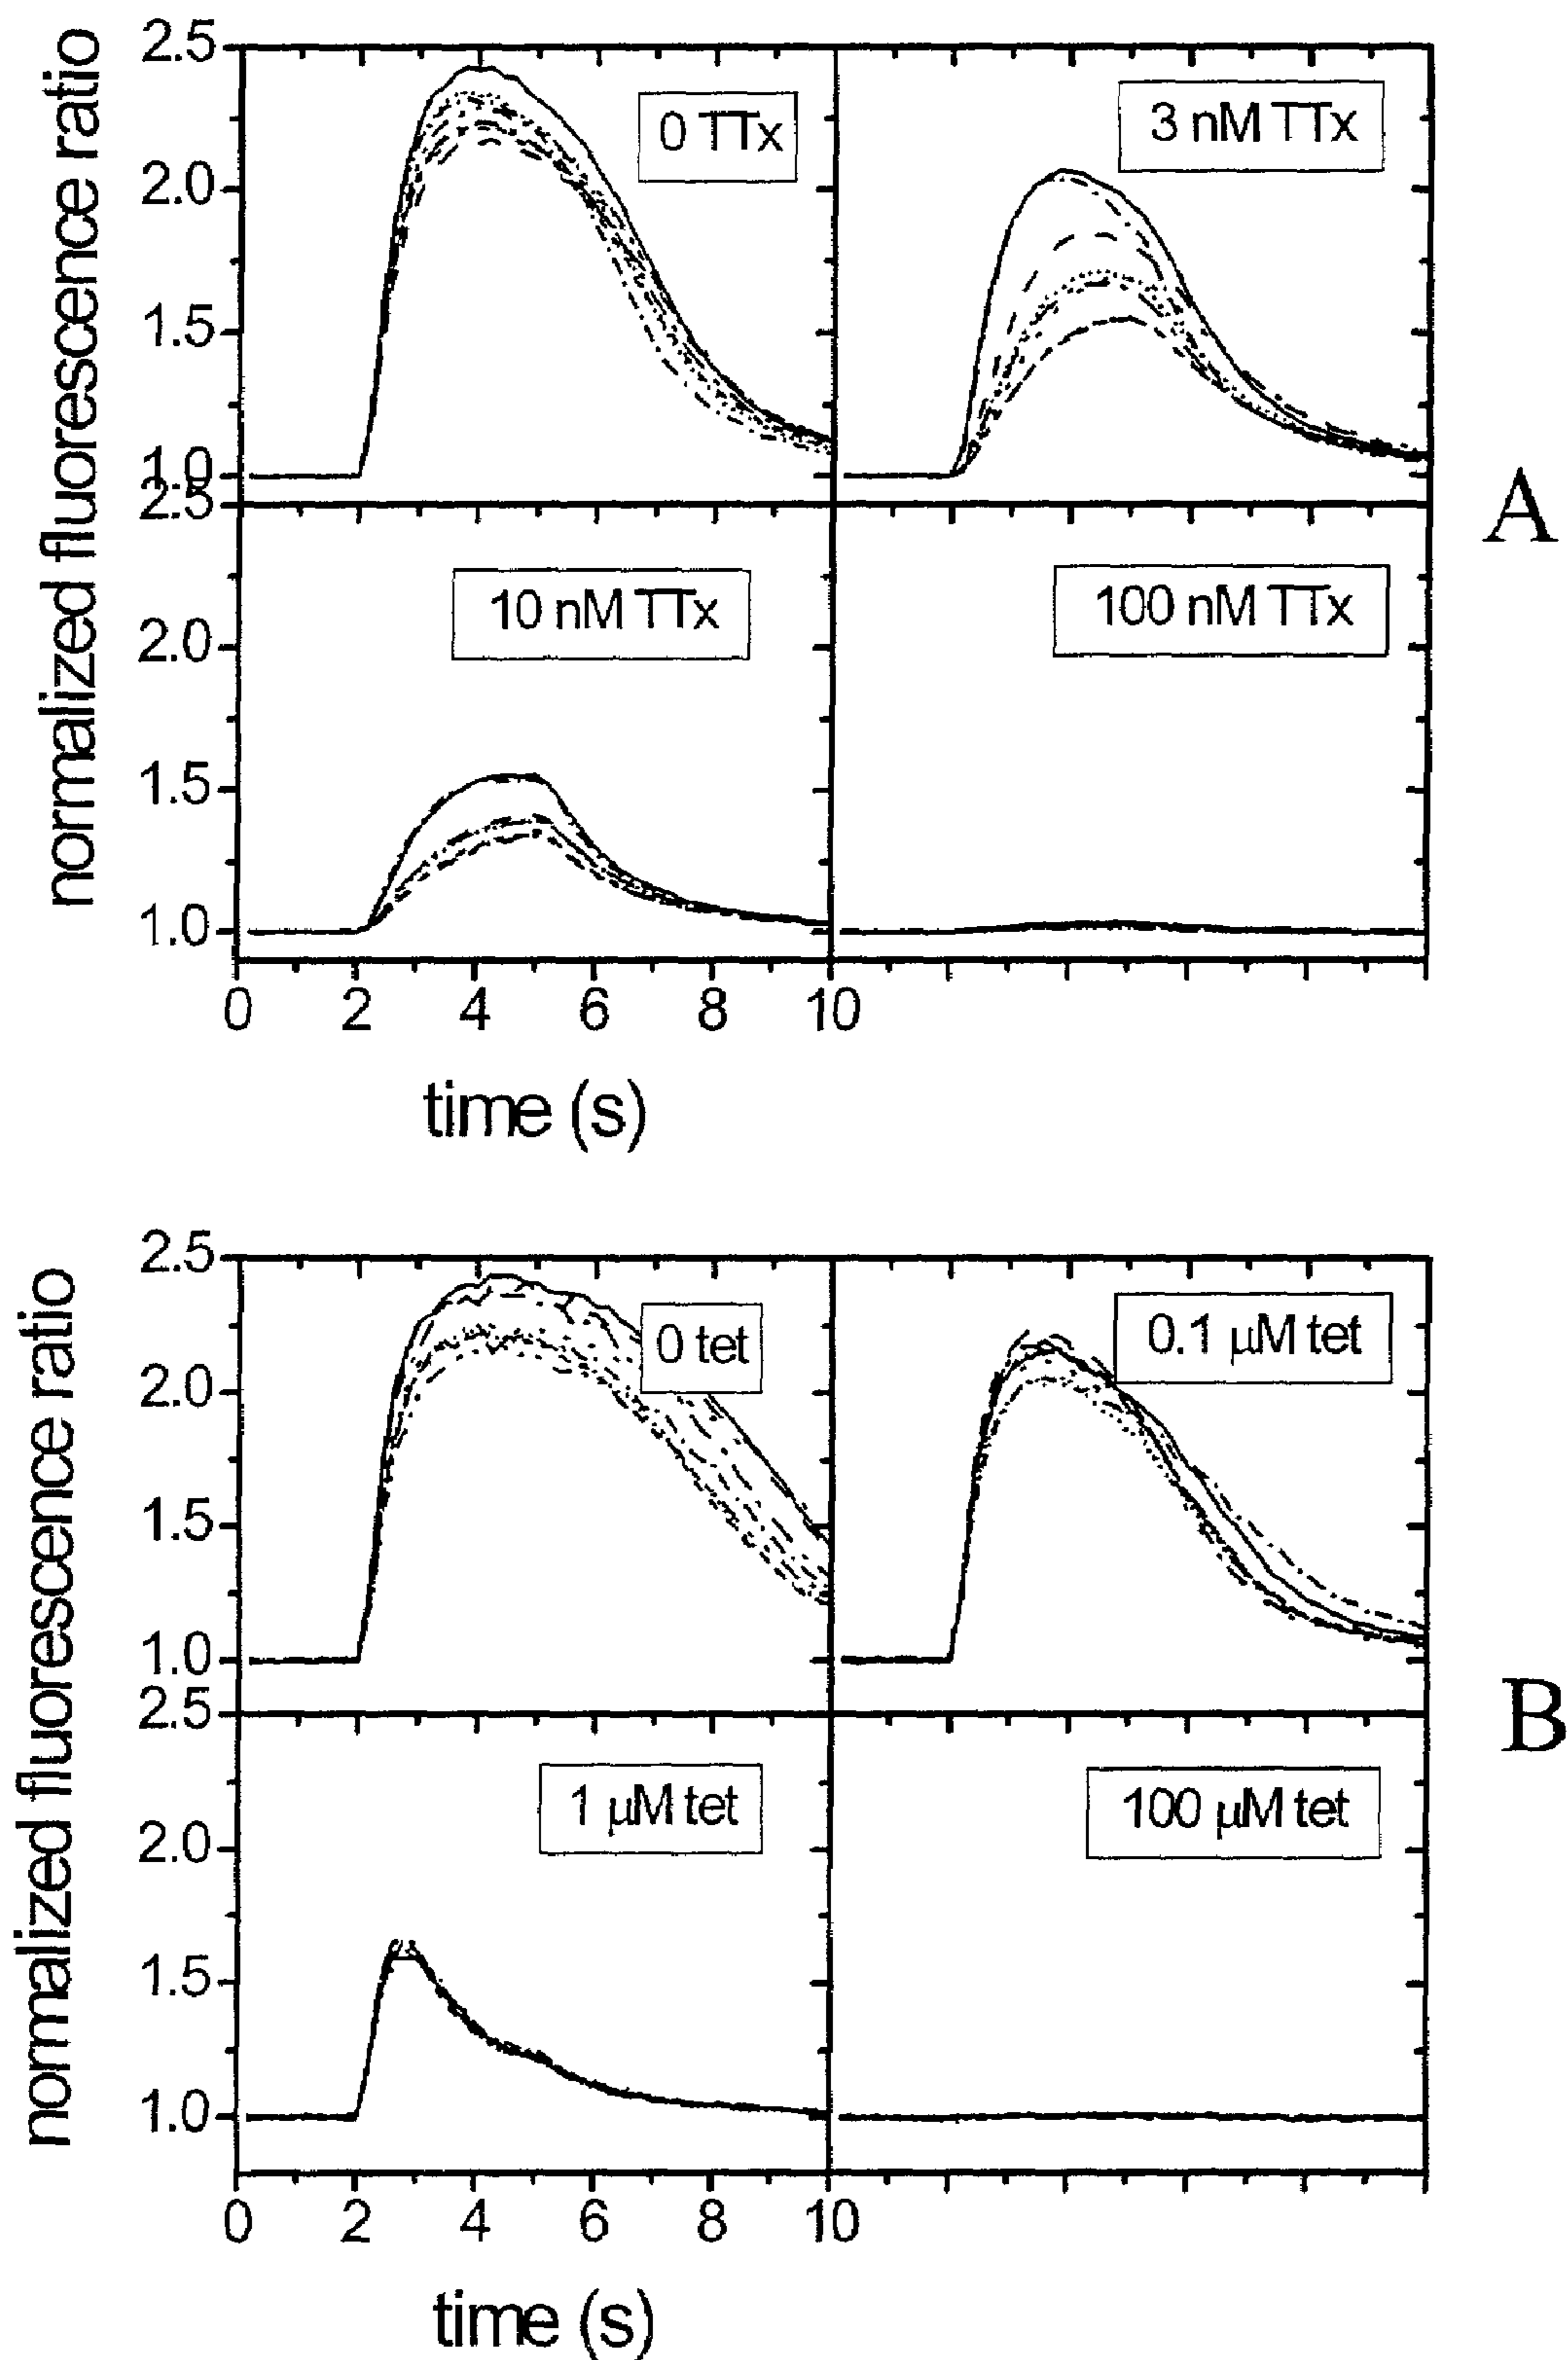 normalized fluorescence ratio
2.5
2.0
1.5
1.0
0 TTx
3 nM TTx
A
2.5
2.0
1.5
1.0
10 nM TTx
100 nM TTx
0 2 4 6 8 10
time (s)
normalized fluorescence ratio
2.5
2.0
1.5
1.0
0 tet
0.1 μM tet
B
2.5
2.0
1.5
1.0
1 μM tet
100 μM tet
0 2 4 6 8 10
time (s)